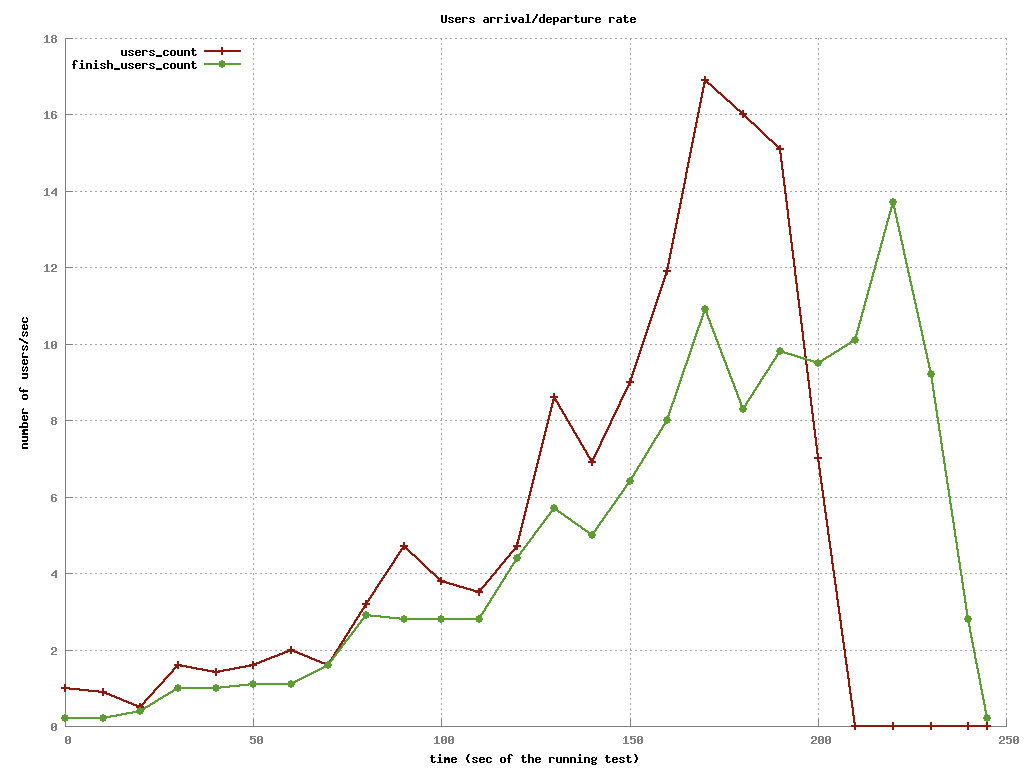 Users arrival/departure rate
18
users_count
finish_users_count
16
14
12
10
8
6
4
2
0
number of users/sec
0 50 100 150 200 250
time (sec of the running test)